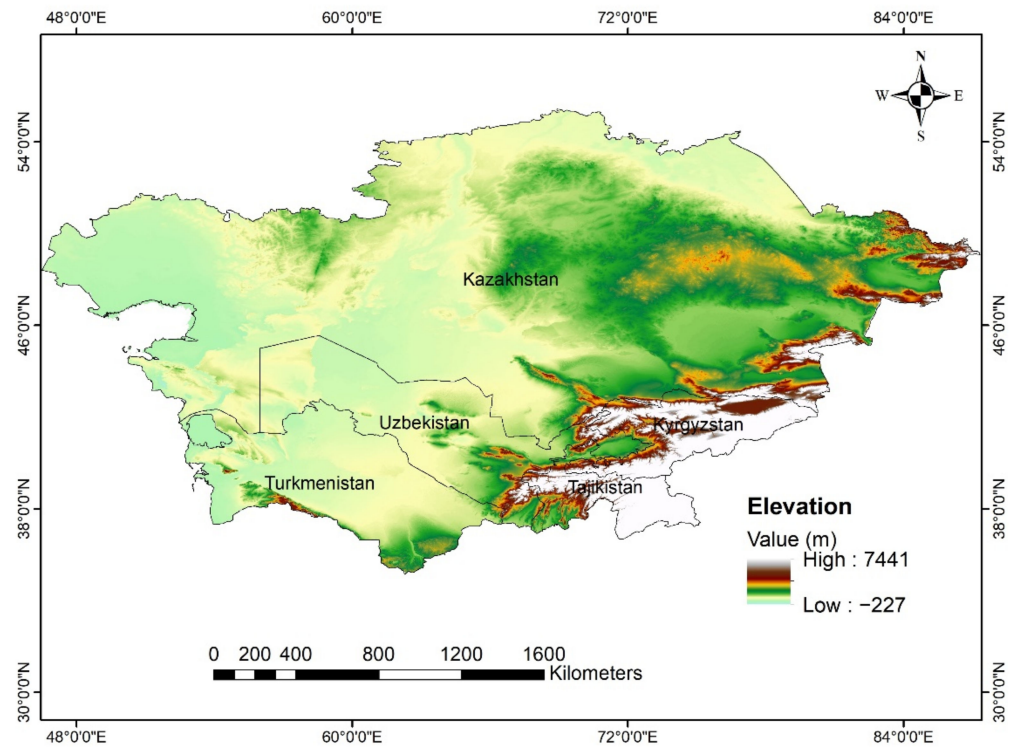 48°0'0"E 60°0'0"E 72°0'0"E 84°0'0"E
N
W E
S
54°0'0"N 54°0'0"N
Kazakhstan
46°0'0"N 46°0'0"N
Uzbekistan Kyrgyzstan
Turkmenistan Tajikistan
38°0'0"N 38°0'0"N
Elevation
Value (m)
High : 7441
Low : −227
0 200 400 800 1200 1600
Kilometers
30°0'0"N 30°0'0"N
48°0'0"E 60°0'0"E 72°0'0"E 84°0'0"E